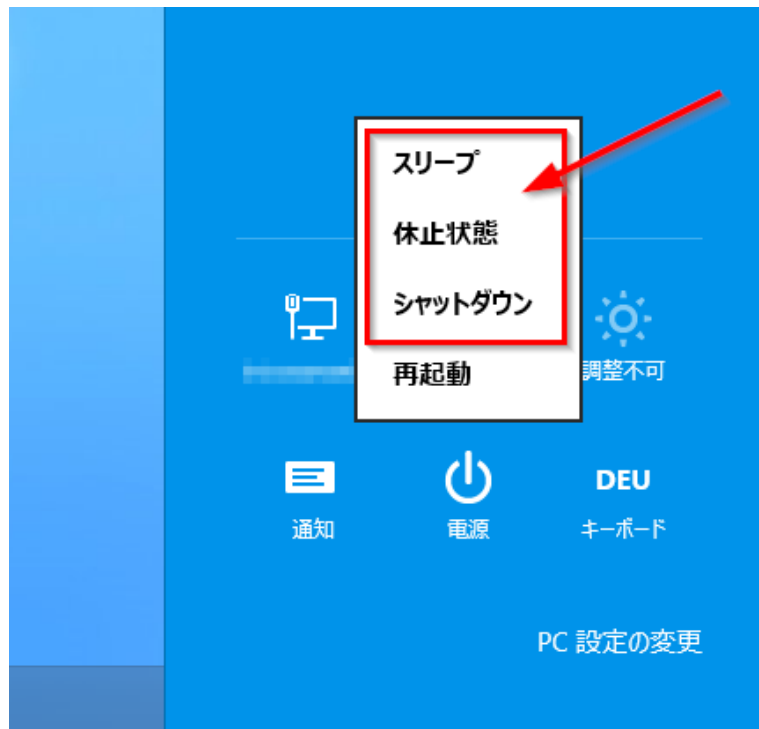 スリープ
休止状態
シャットダウン
再起動
調整不可
通知
電源
DEU
キーボード
PC 設定の変更